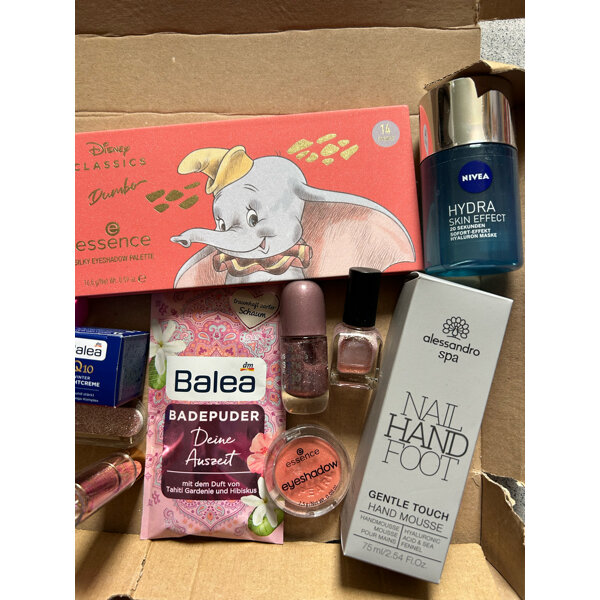 Disney
CLASSICS
Dumbo
e
essence
SILKY EYESHADOW PALETTE
14
NIVEA
HYDRA
SKIN EFFECT
20 SEKUNDEN
SOFORT-EFFEKT
HYALURON MASKE
traumhaft zarter
Schaum
Balea
Q10
dm
Balea
BADEPUDER
Deine
Auszeit
mit dem Duft von
Tahiti Gardenie und Hibiskus
essence
eyeshadow
alessandro
spa
NAIL
HAND
FOOT
GENTLE TOUCH
HAND MOUSSE
HANDMOUSSE
MOUSSE
POUR MAINS
HYALURONIC
ACID & SEA
FENNEL
75 ml/2.54 Fl.Oz.